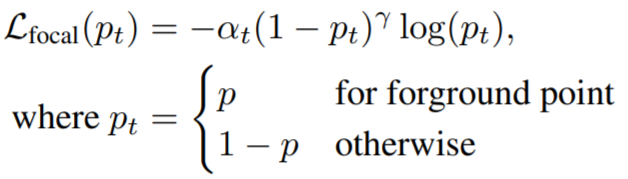 ℒ_focal(p_t) = −α_t(1 − p_t)^γ log(p_t),
where p_t = { p for forground point
1 − p otherwise